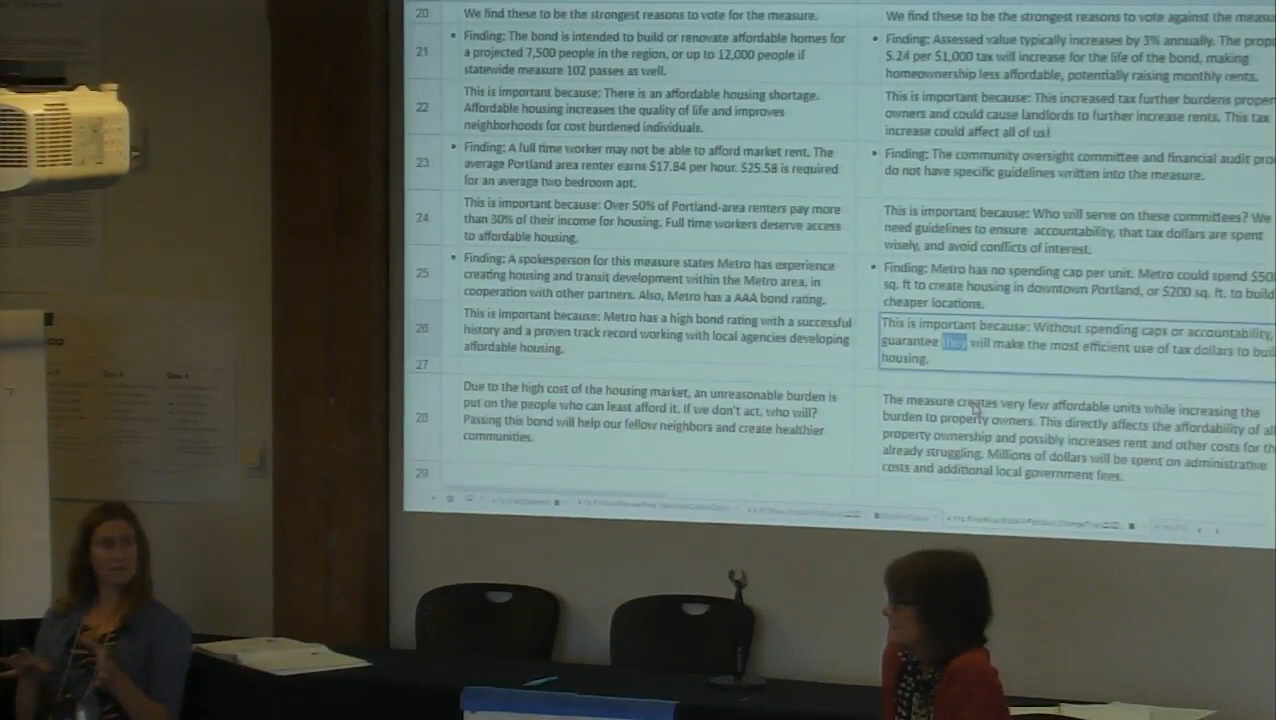 20
We find these to be the strongest reasons to vote for the measure.
21
• Finding: The bond is intended to build or renovate affordable homes for
a projected 7,500 people in the region, or up to 12,000 people if
statewide measure 102 passes as well.
22
This is important because: There is an affordable housing shortage.
Affordable housing increases the quality of life and improves
neighborhoods for cost burdened individuals.
23
• Finding: A full time worker may not be able to afford market rent. The
average Portland area renter earns $17.84 per hour. $25.58 is required
for an average two bedroom apt.
24
This is important because: Over 50% of Portland-area renters pay more
than 30% of their income for housing. Full time workers deserve access
to affordable housing.
25
• Finding: A spokesperson for this measure states Metro has experience
creating housing and transit development within the Metro area, in
cooperation with other partners. Also, Metro has a AAA bond rating.
26
This is important because: Metro has a high bond rating with a successful
history and a proven track record working with local agencies developing
affordable housing.
27
28
Due to the high cost of the housing market, an unreasonable burden is
put on the people who can least afford it. If we don't act, who will?
Passing this bond will help our fellow neighbors and create healthier
communities.
29
We find these to be the strongest reasons to vote against the measu
• Finding: Assessed value typically increases by 3% annually. The prop
$.24 per $1,000 tax will increase for the life of the bond, making
homeownership less affordable, potentially raising monthly rents.
This is important because: This increased tax further burdens proper
owners and could cause landlords to further increase rents. This tax
increase could affect all of us!
• Finding: The community oversight committee and financial audit pro
do not have specific guidelines written into the measure.
This is important because: Who will serve on these committees? We
need guidelines to ensure accountability, that tax dollars are spent
wisely, and avoid conflicts of interest.
• Finding: Metro has no spending cap per unit. Metro could spend $50
sq. ft to create housing in downtown Portland, or $200 sq. ft. to build
cheaper locations.
This is important because: Without spending caps or accountability,
guarantee they will make the most efficient use of tax dollars to buil
housing.
The measure creates very few affordable units while increasing the
burden to property owners. This directly affects the affordability of al
property ownership and possibly increases rent and other costs for th
already struggling. Millions of dollars will be spent on administrative
costs and additional local government fees.